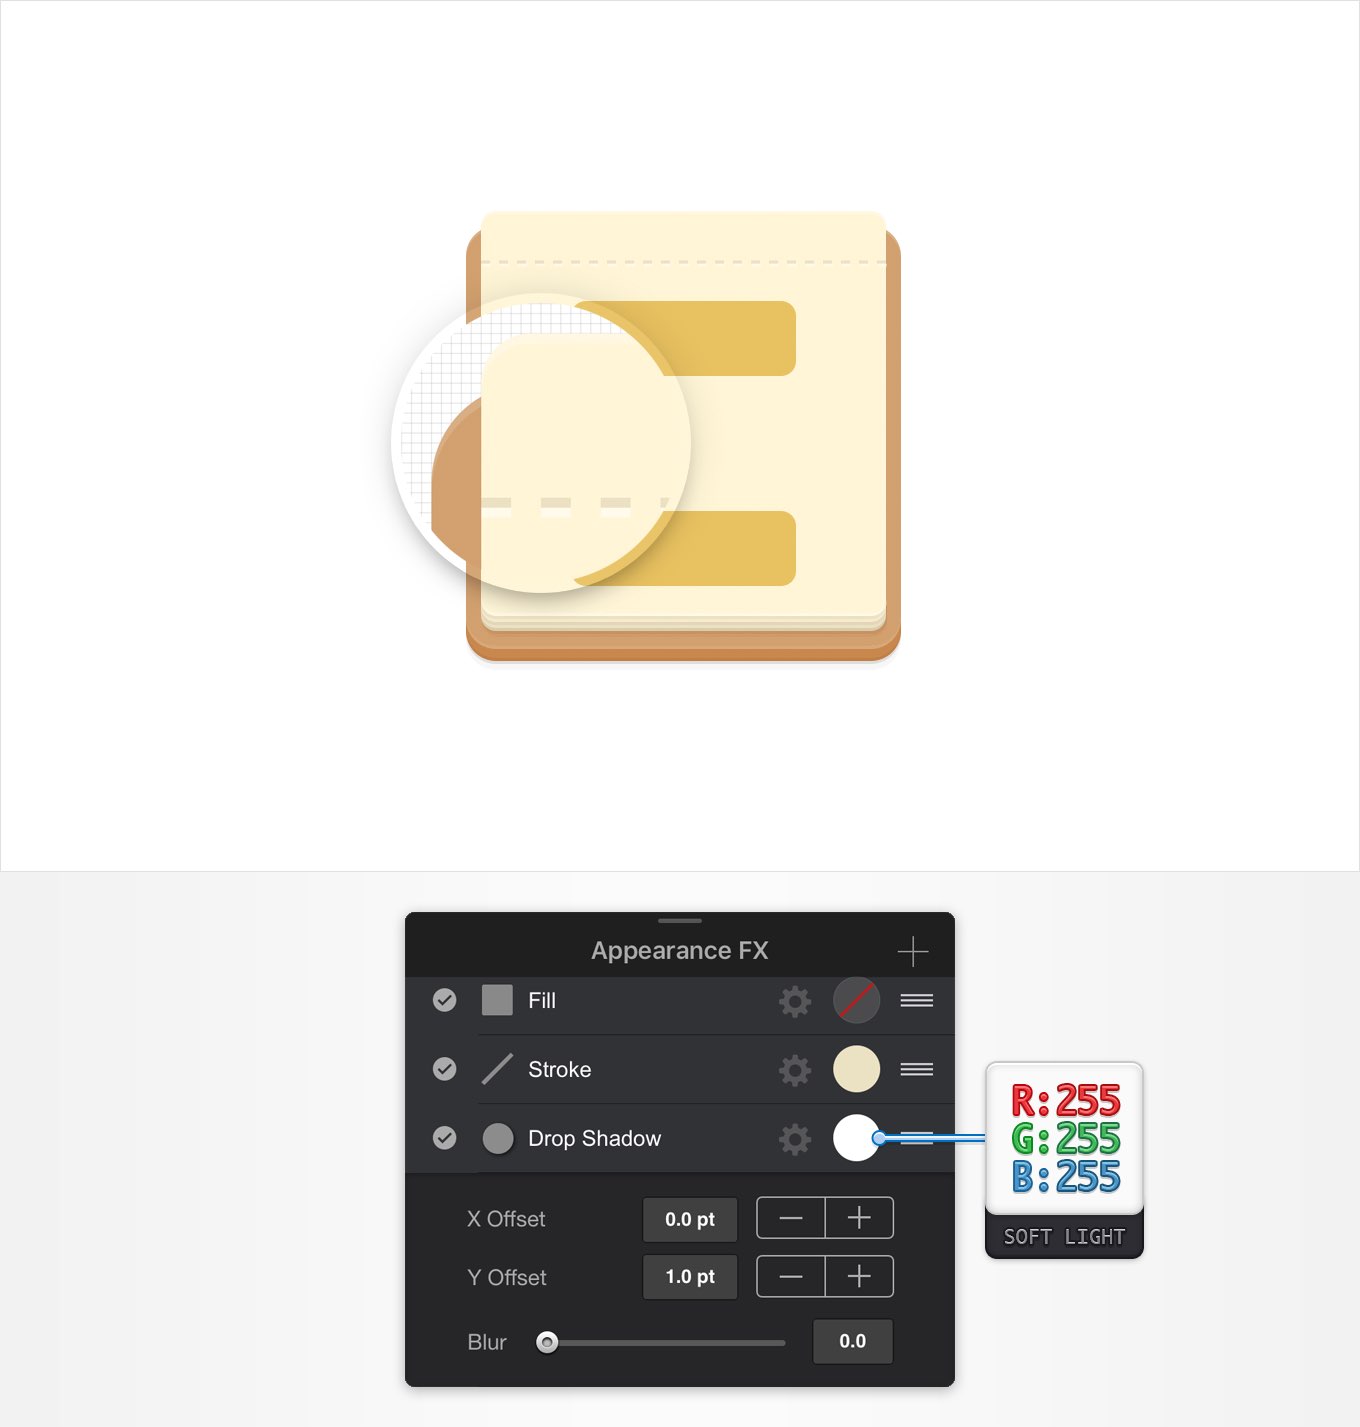 Appearance FX
Fill
Stroke
Drop Shadow
R:255
G:255
B:255
SOFT LIGHT
X Offset 0.0 pt
Y Offset 1.0 pt
Blur 0.0